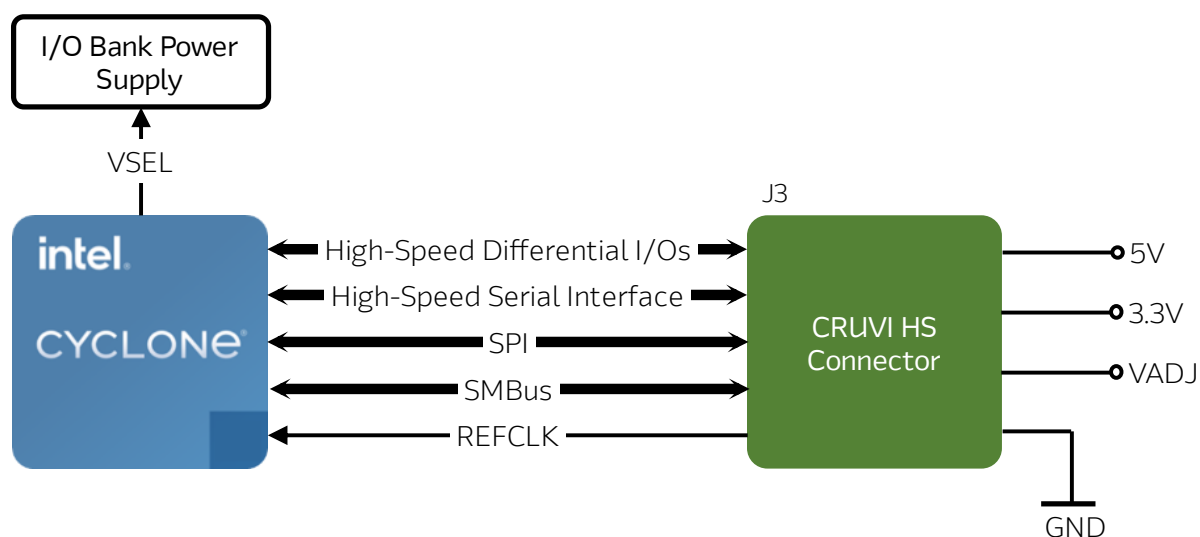 I/O Bank Power
Supply
VSEL
J3
intel.
CYCLONE®
High-Speed Differential I/Os
High-Speed Serial Interface
SPI
SMBus
REFCLK
CRUVI HS
Connector
5V
3.3V
VADJ
GND